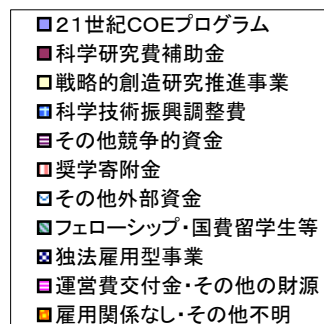 21世紀COEプログラム
科学研究費補助金
戦略的創造研究推進事業
科学技術振興調整費
その他競争的資金
奨学寄附金
その他外部資金
フェローシップ・国費留学生等
独法雇用型事業
運営費交付金・その他の財源
雇用関係なし・その他不明